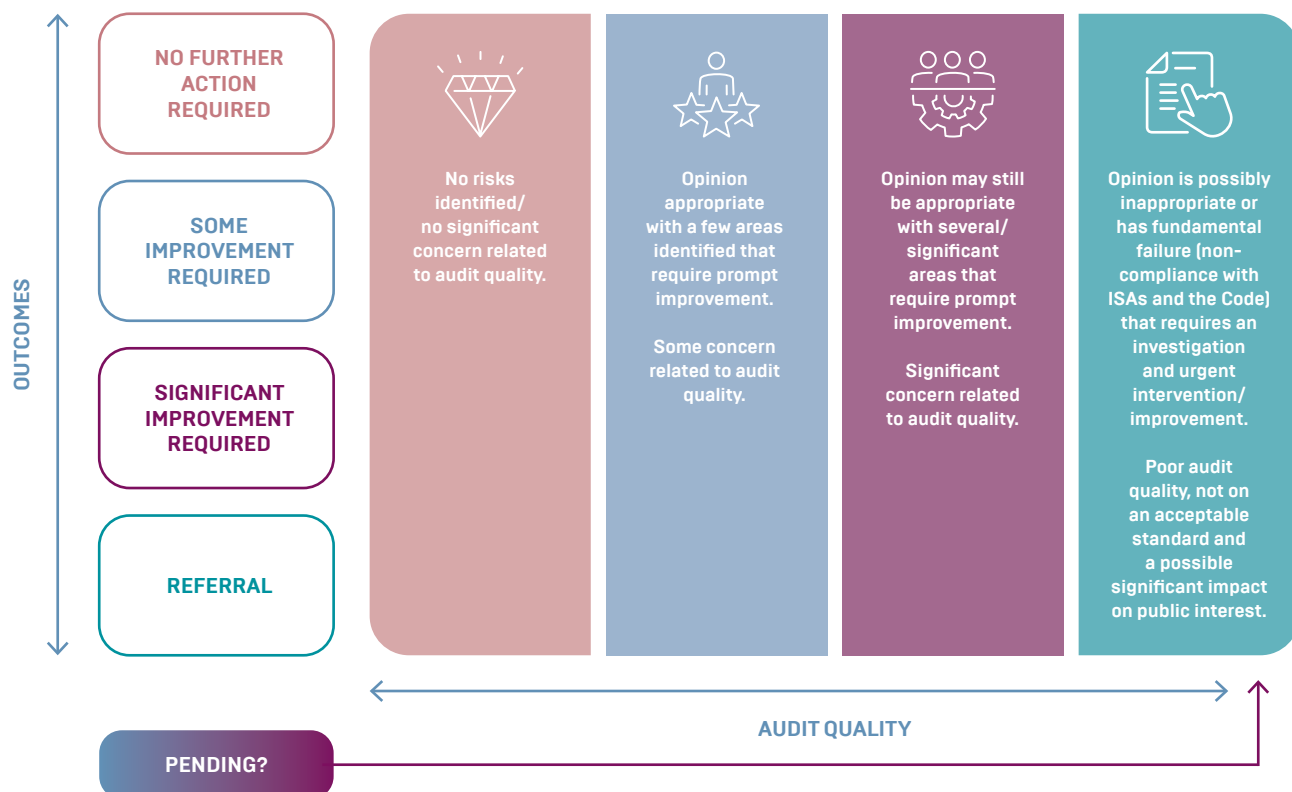 OUTCOMES
NO FURTHER
ACTION
REQUIRED
SOME
IMPROVEMENT
REQUIRED
SIGNIFICANT
IMPROVEMENT
REQUIRED
REFERRAL
No risks
identified/
no significant
concern related
to audit quality.
Opinion
appropriate
with a few areas
identified that
require prompt
improvement.
Some concern
related to audit
quality.
Opinion may still
be appropriate
with several/
significant
areas that
require prompt
improvement.
Significant
concern related
to audit quality.
Opinion is possibly
inappropriate or
has fundamental
failure (non-
compliance with
ISAs and the Code)
that requires an
investigation
and urgent
intervention/
improvement.
Poor audit
quality, not on
an acceptable
standard and
a possible
significant impact
on public interest.
AUDIT QUALITY
PENDING?